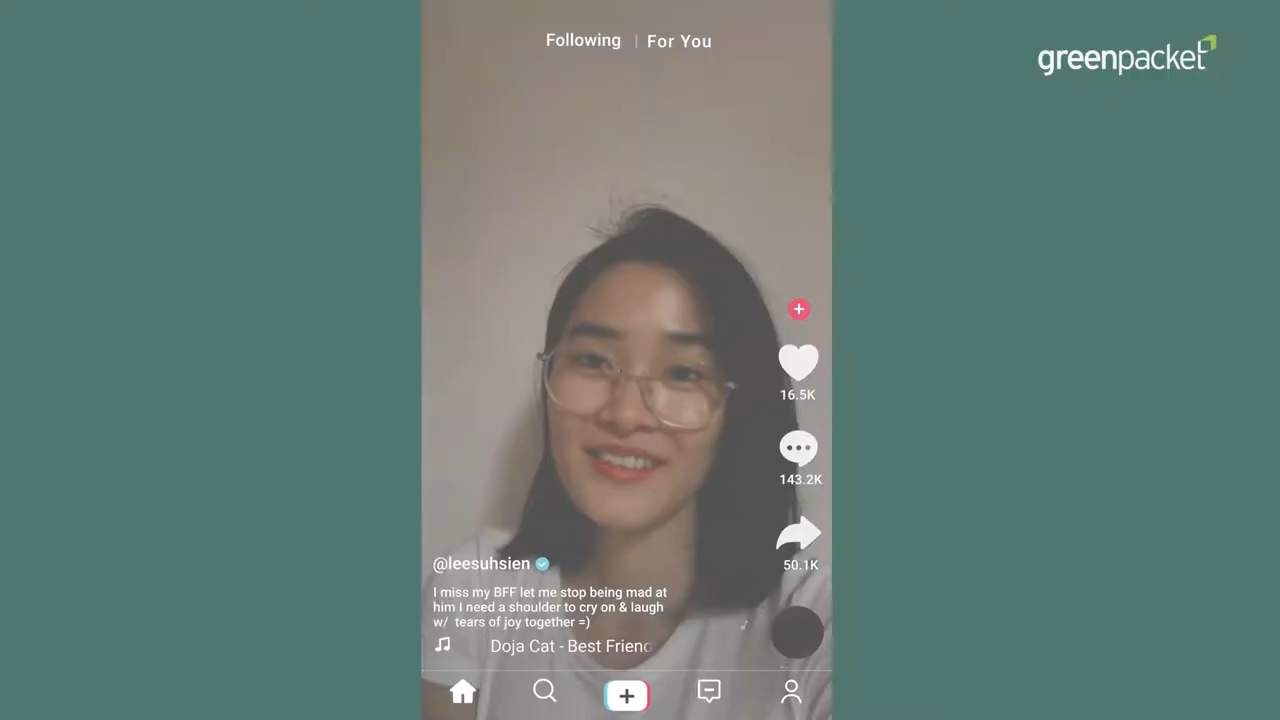 Following | For You
greenpacket
16.5K
143.2K
50.1K
@leesuhsien
I miss my BFF let me stop being mad at
him I need a shoulder to cry on & laugh
w/ tears of joy together =)
Doja Cat - Best Friend